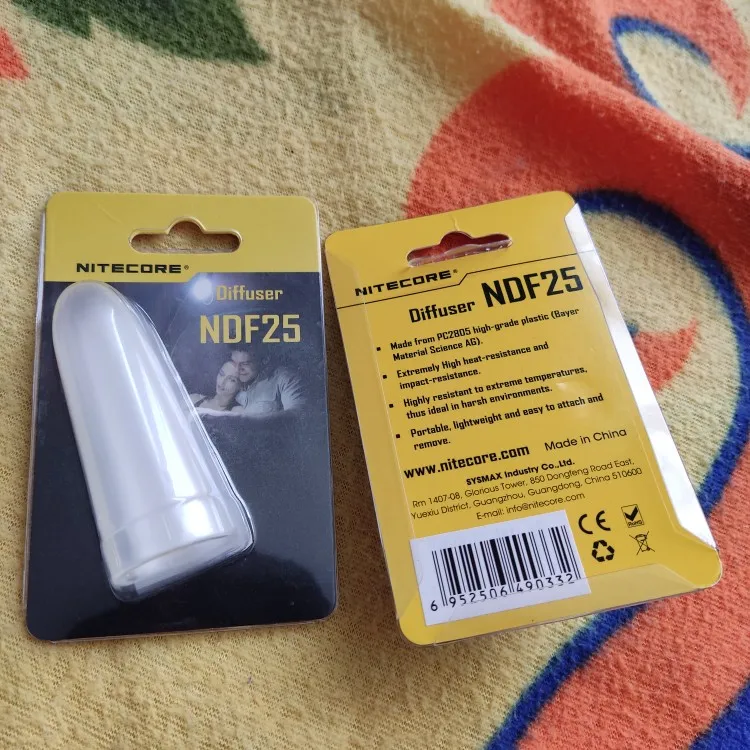 NITECORE®
Diffuser
NDF25
NITECORE®
Diffuser NDF25
▪ Made from PC2805 high-grade plastic (Bayer
Material Science AG).
▪ Extremely High heat-resistance and
impact-resistance.
▪ Highly resistant to extreme temperatures,
thus ideal in harsh environments.
▪ Portable, lightweight and easy to attach and
remove.
www.nitecore.com Made in China
SYSMAX Industry Co.,Ltd.
Rm 1407-08, Glorious Tower, 850 Dongfeng Road East,
Yuexiu District, Guangzhou, Guangdong, China 510600
E-mail: info@nitecore.com
CE RoHS
6 952506 490332